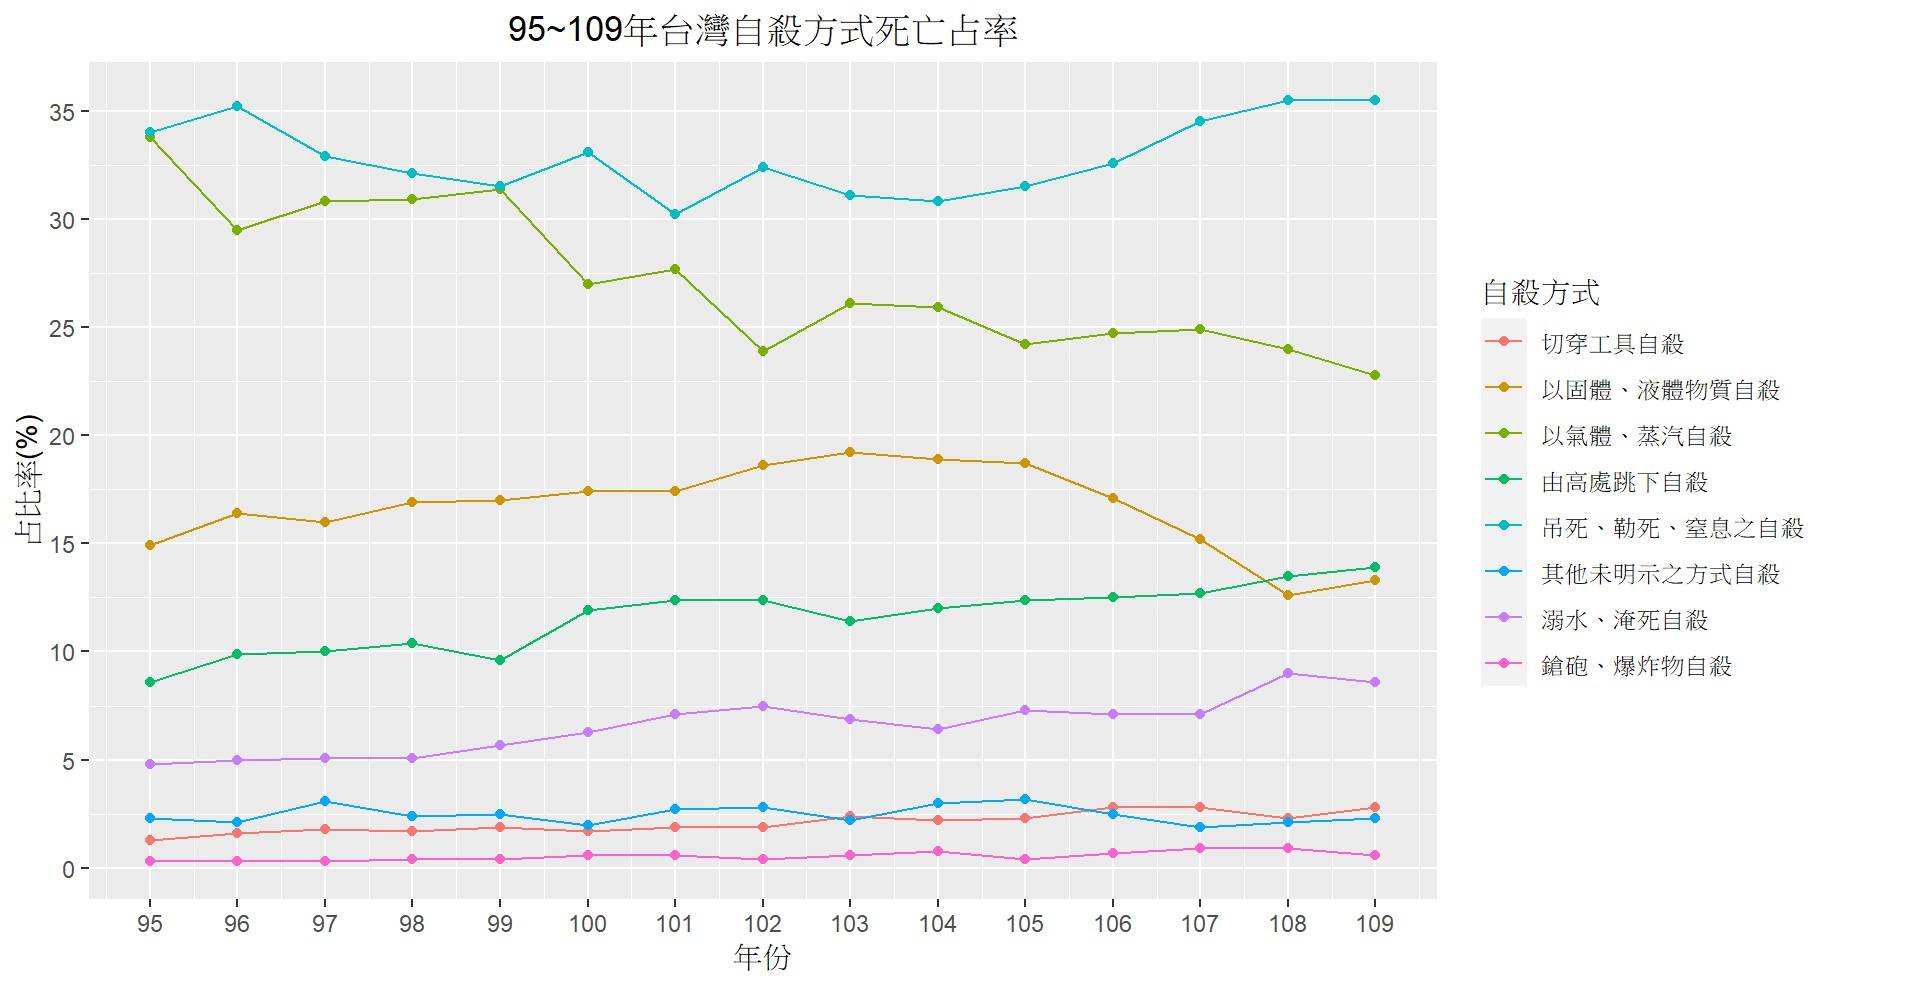 95~109年台灣自殺方式死亡占率
占比率(%)
35
30
25
20
15
10
5
0
95 96 97 98 99 100 101 102 103 104 105 106 107 108 109
年份
自殺方式
切穿工具自殺
以固體、液體物質自殺
以氣體、蒸汽自殺
由高處跳下自殺
吊死、勒死、窒息之自殺
其他未明示之方式自殺
溺水、淹死自殺
鎗砲、爆炸物自殺